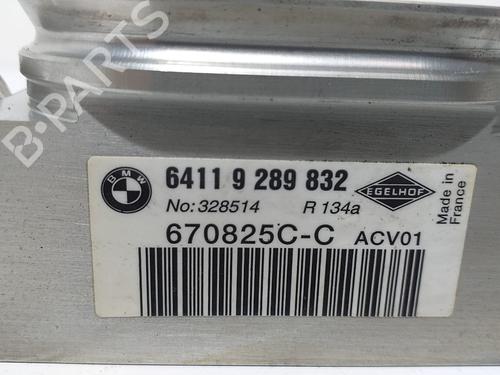 B-PARTS
BMW
6411 9 289 832
EGELHOF
No: 328514 R 134a
Made in
France
670825C-C ACV01